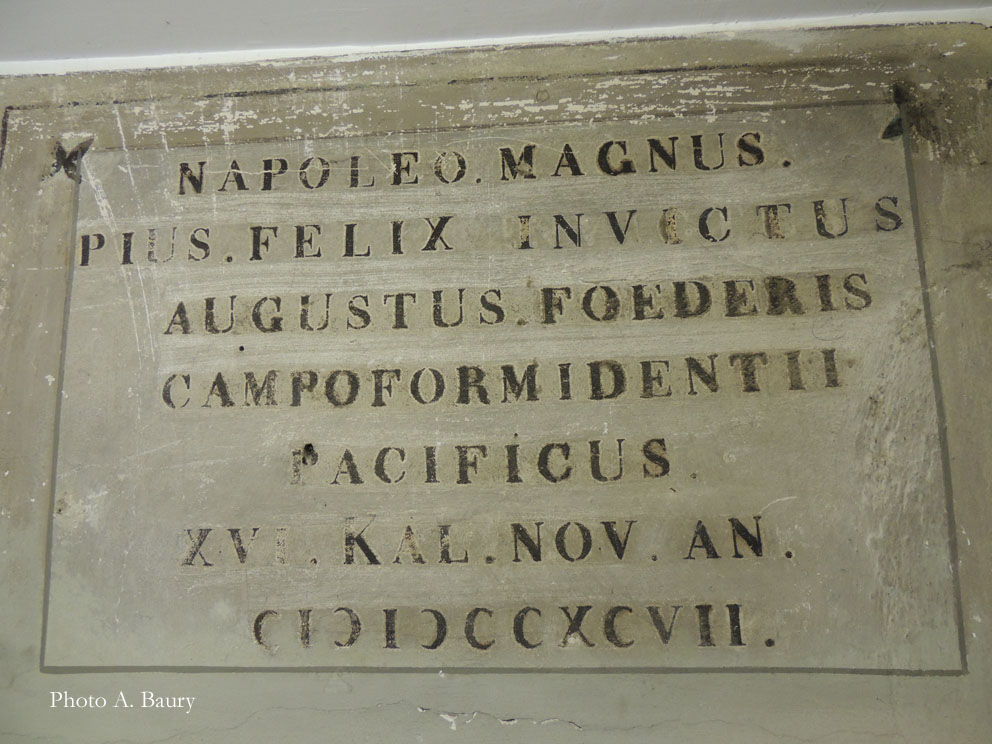 NAPOLEO. MAGNUS.
PIUS. FELIX INVICTUS
AUGUSTUS. FOEDERIS
CAMPOFORMIDENTII
PACIFICUS.
XVI. KAL. NOV. AN.
CIƆIƆCCXCVII.
Photo A. Baury